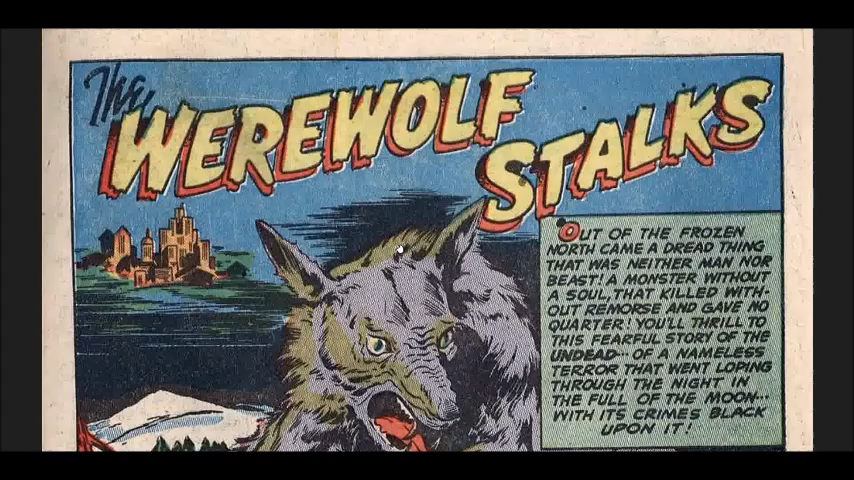 The
WEREWOLF
STALKS
OUT OF THE FROZEN
NORTH CAME A DREAD THING
THAT WAS NEITHER MAN NOR
BEAST! A MONSTER WITHOUT
A SOUL, THAT KILLED WITH-
OUT REMORSE AND GAVE NO
QUARTER! YOU'LL THRILL TO
THIS FEARFUL STORY OF THE
UNDEAD-- OF A NAMELESS
TERROR THAT WENT LOPING
THROUGH THE NIGHT IN
THE FULL OF THE MOON--
WITH ITS CRIMES BLACK
UPON IT!